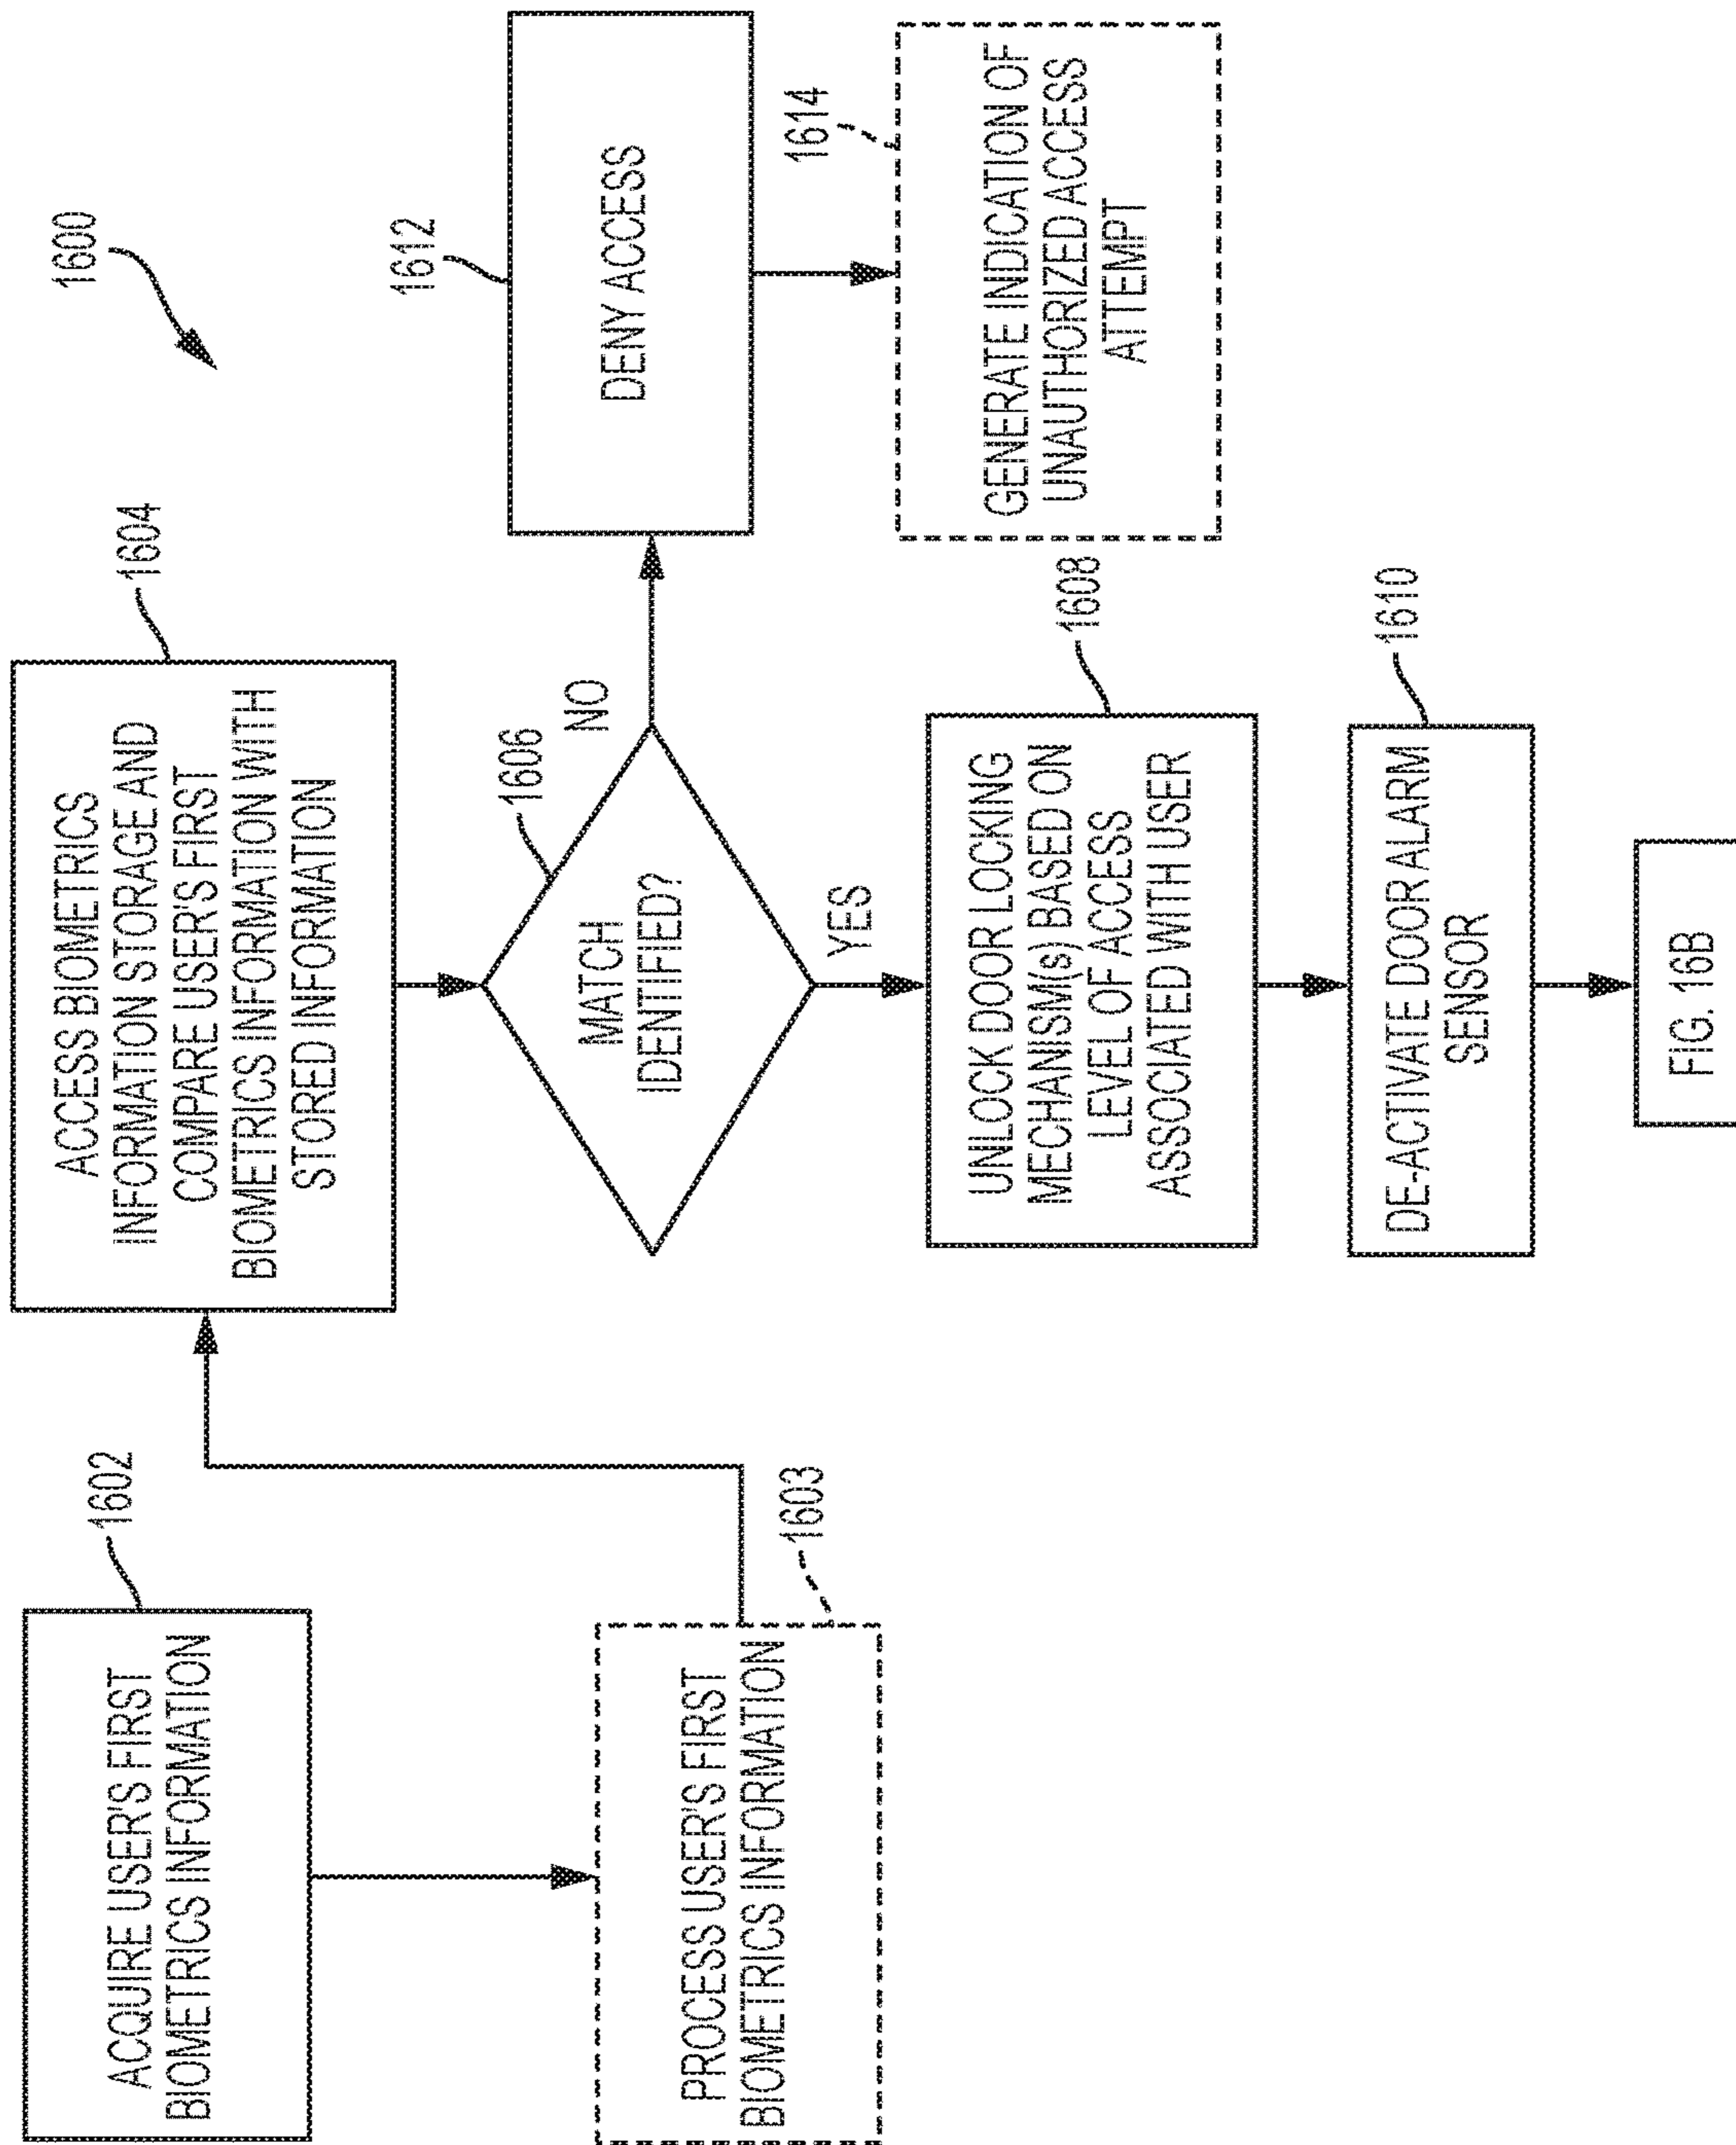 1600
1602
ACQUIRE USER'S FIRST
BIOMETRICS INFORMATION
1603
PROCESS USER'S FIRST
BIOMETRICS INFORMATION
1604
ACCESS BIOMETRICS
INFORMATION STORAGE AND
COMPARE USER'S FIRST
BIOMETRICS INFORMATION WITH
STORED INFORMATION
1606
MATCH
IDENTIFIED?
NO
YES
1612
DENY ACCESS
1614
GENERATE INDICATION OF
UNAUTHORIZED ACCESS
ATTEMPT
1608
UNLOCK DOOR LOCKING
MECHANISM(s) BASED ON
LEVEL OF ACCESS
ASSOCIATED WITH USER
1610
DE-ACTIVATE DOOR ALARM
SENSOR
FIG. 16B